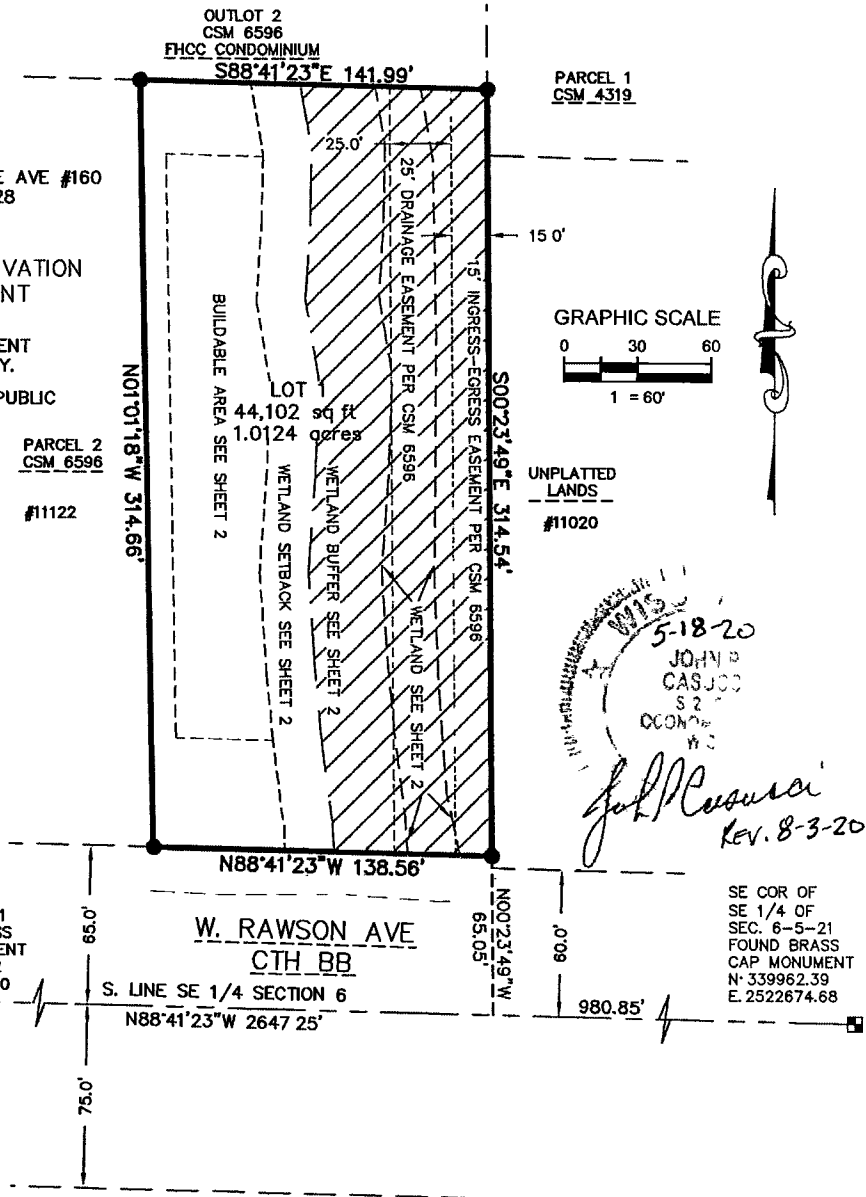 OUTLOT 2
CSM 6596
FHCC CONDOMINIUM
S88°41'23"E 141.99'
PARCEL 1
CSM 4319
E AVE #160
28
VATION
NT
ENT
Y.
PUBLIC
PARCEL 2
CSM 6596
#11122
N01°01'18"W 314.66'
25.0'
25' DRAINAGE EASEMENT PER CSM 6596
15 0'
15' INGRESS-EGRESS EASEMENT PER CSM 6596
BUILDABLE AREA SEE SHEET 2
LOT 1
44,102 sq ft
1.0124 acres
WETLAND SETBACK SEE SHEET 2
WETLAND BUFFER SEE SHEET 2
WETLAND SEE SHEET 2
S00°23'49"E 314.54'
GRAPHIC SCALE
0 30 60
1 = 60'
UNPLATTED
LANDS
#11020
5-18-20
JOHN P
OCONO
John P Casucci
REV. 8-3-20
N88°41'23"W 138.56'
W. RAWSON AVE
CTH BB
65.0'
N00°23'49"W
65.05'
60.0'
1
SS
ENT
2
0
S. LINE SE 1/4 SECTION 6
N88°41'23"W 2647 25'
980.85'
SE COR OF
SE 1/4 OF
SEC. 6-5-21
FOUND BRASS
CAP MONUMENT
N· 339962.39
E. 2522674.68
75.0'